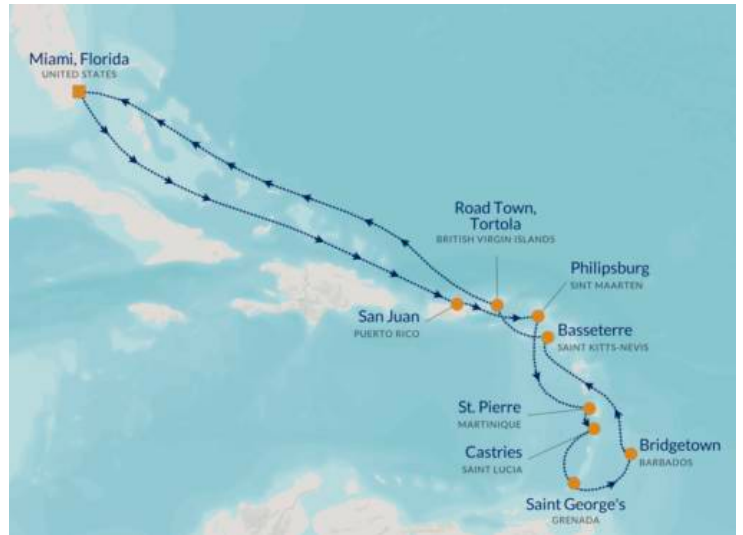 Miami, Florida
UNITED STATES
Road Town,
Tortola
BRITISH VIRGIN ISLANDS
Philipsburg
SINT MAARTEN
San Juan
PUERTO RICO
Basseterre
SAINT KITTS-NEVIS
St. Pierre
MARTINIQUE
Castries
SAINT LUCIA
Bridgetown
BARBADOS
Saint George's
GRENADA